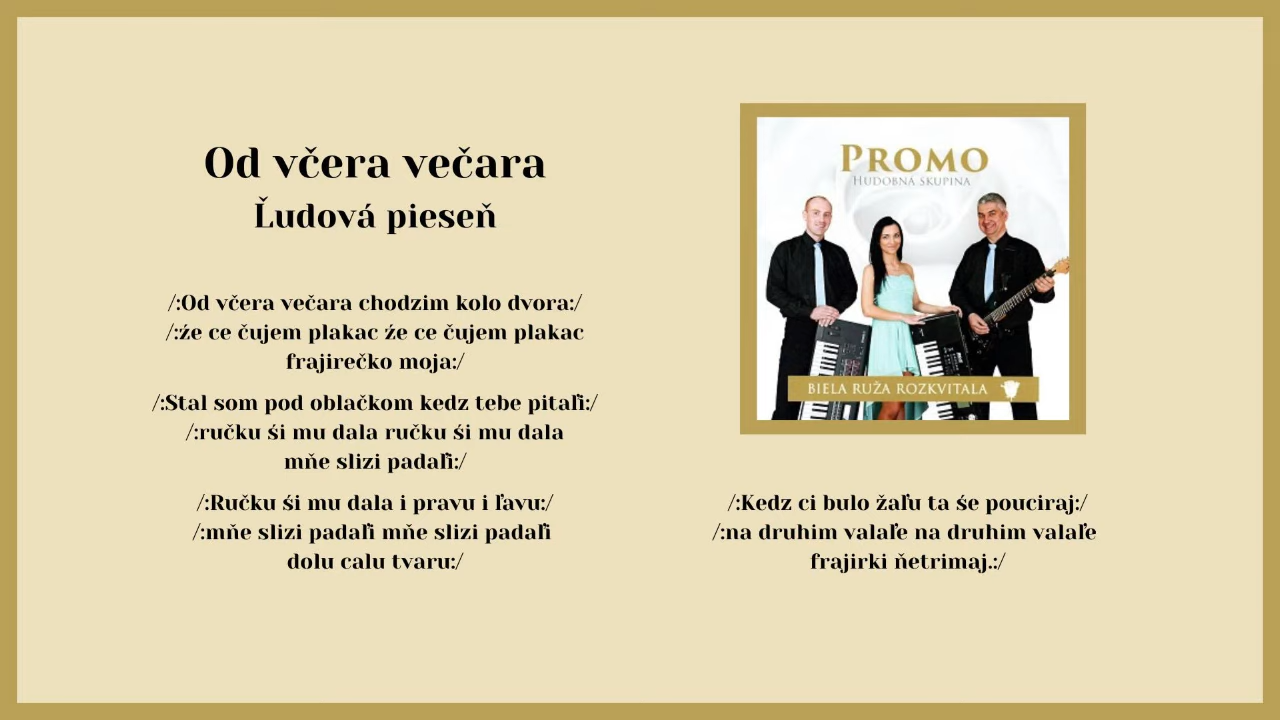 Od včera večara
Ľudová pieseň
/:Od včera večara chodzim kolo dvora:/
/:źe ce čujem plakac źe ce čujem plakac
frajirečko moja:/
/:Stal som pod oblačkom kedz tebe pitaľi:/
/:ručku śi mu dala ručku śi mu dala
mňe slizi padaľi:/
/:Ručku śi mu dala i pravu i ľavu:/
/:mňe slizi padaľi mňe slizi padaľi
dolu calu tvaru:/
PROMO
HUDOBNÁ SKUPINA
BIELA RUŽA ROZKVITALA
/:Kedz ci bulo žaľu ta śe pouciraj:/
/:na druhim valaľe na druhim valaľe
frajirki ňetrimaj.:/